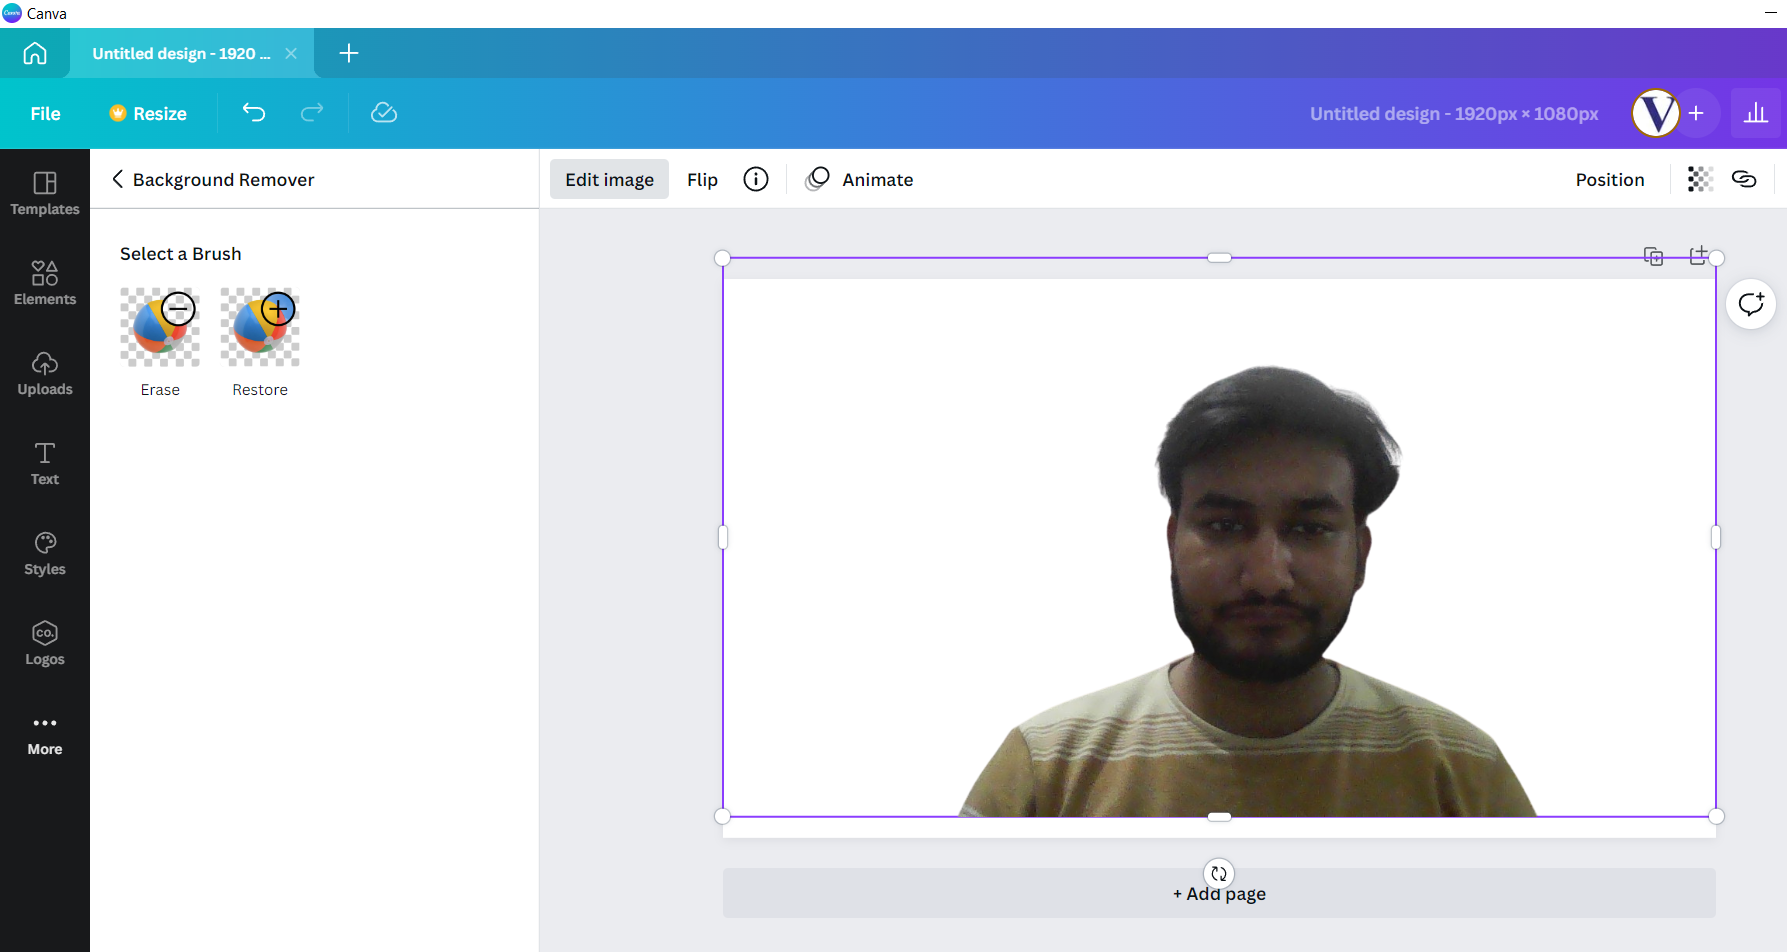 Canva
Untitled design - 1920 ...
File
Resize
Untitled design - 1920px × 1080px
V
Templates
Background Remover
Edit image
Flip
Animate
Position
Select a Brush
Elements
Erase
Restore
Uploads
Text
Styles
CO.
Logos
More
+ Add page